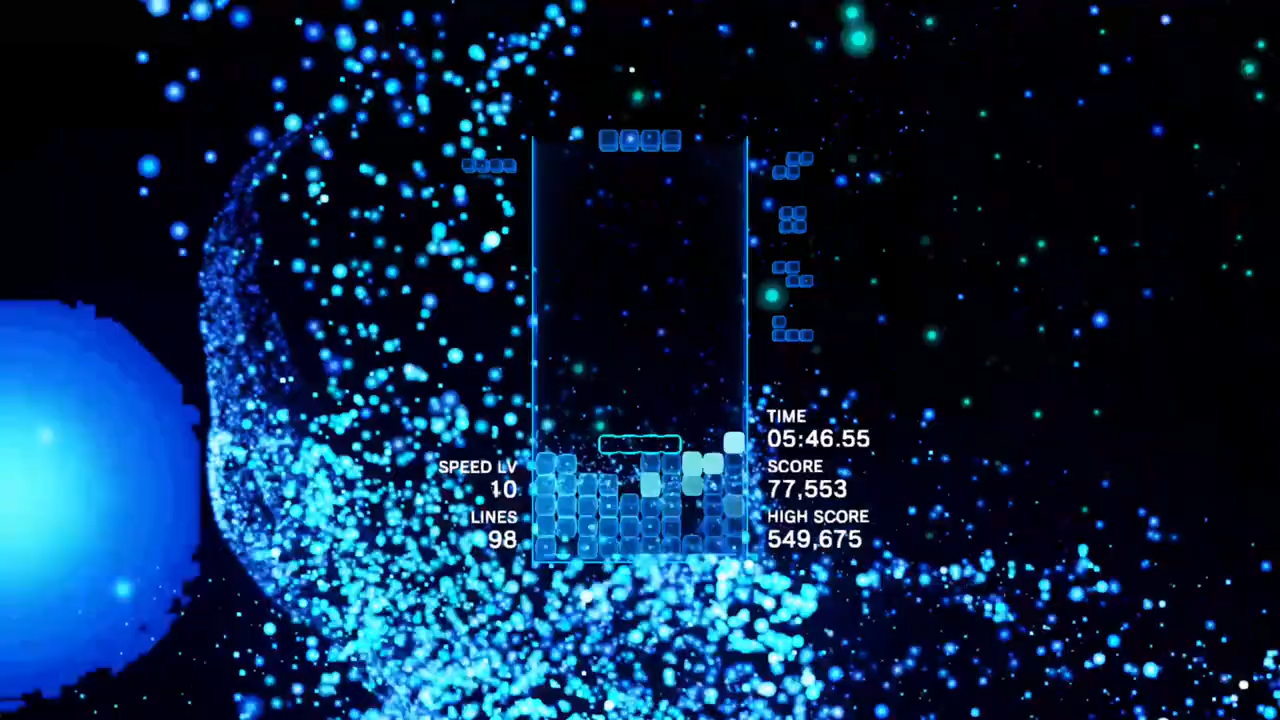 TIME
05:46.55
SPEED LV
10
SCORE
77,553
LINES
98
HIGH SCORE
549,675